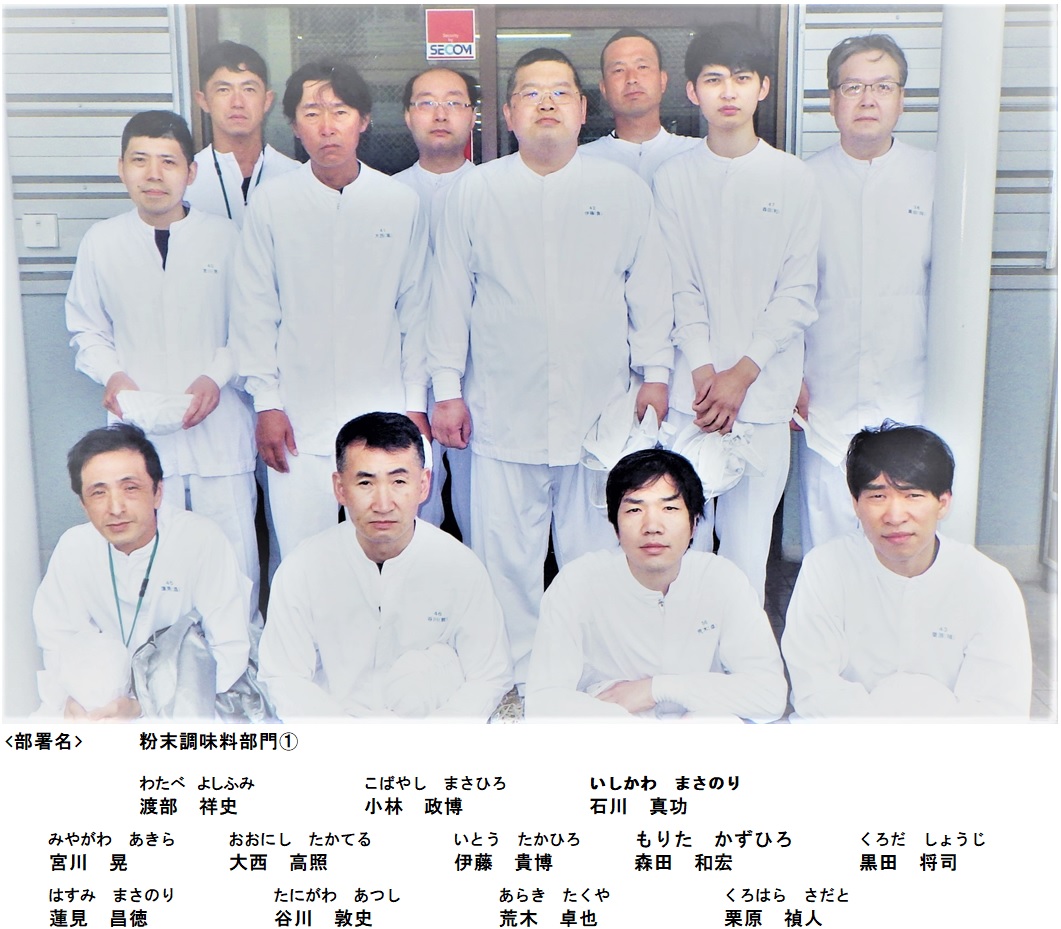 SECOM
<部署名>　粉末調味料部門①
わたべ　よしふみ　こばやし　まさひろ　いしかわ　まさのり
渡部　祥史　小林　政博　石川　真功
みやがわ　あきら　おおにし　たかてる　いとう　たかひろ　もりた　かずひろ　くろだ　しょうじ
宮川　晃　大西　高照　伊藤　貴博　森田　和宏　黒田　将司
はすみ　まさのり　たにがわ　あつし　あらき　たくや　くろはら　さだと
蓮見　昌徳　谷川　敦史　荒木　卓也　栗原　禎人